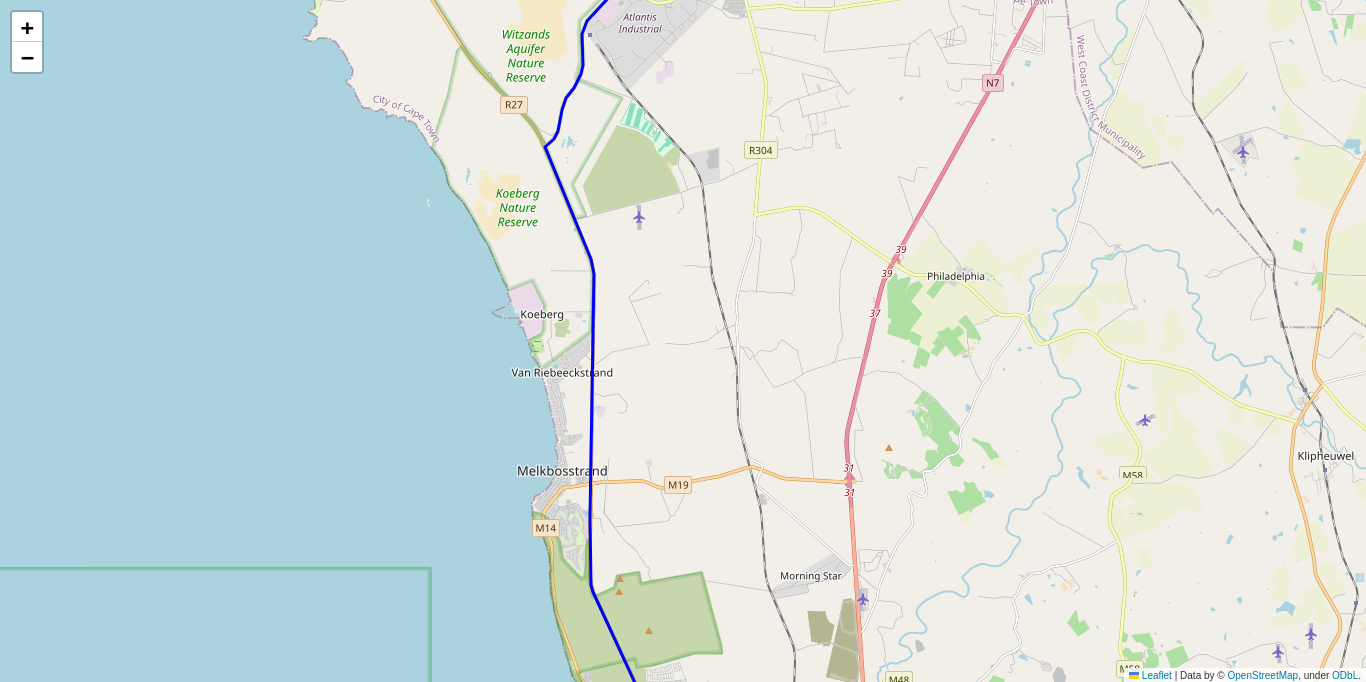 +
−
Atlantis
Industrial
pe Town
Witzands
Aquifer
Nature
Reserve
West Coast District Municipality
N7
City of Cape Town
R27
R304
Koeberg
Nature
Reserve
39
39
Philadelphia
37
Koeberg
Van Riebeeckstrand
Klipheuwel
Melkbosstrand
31
M58
M19
31
M14
Morning Star
M58
M48
Leaflet | Data by © OpenStreetMap, under ODbL.